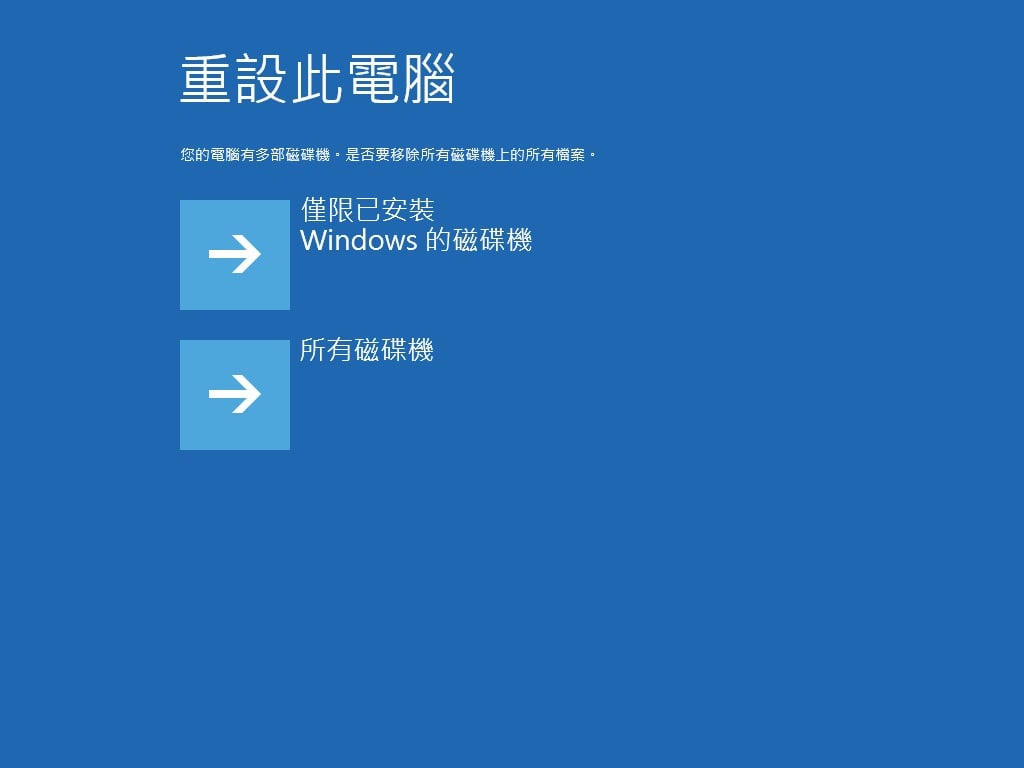 重設此電腦
您的電腦有多部磁碟機。是否要移除所有磁碟機上的所有檔案。
僅限已安裝
Windows 的磁碟機
所有磁碟機